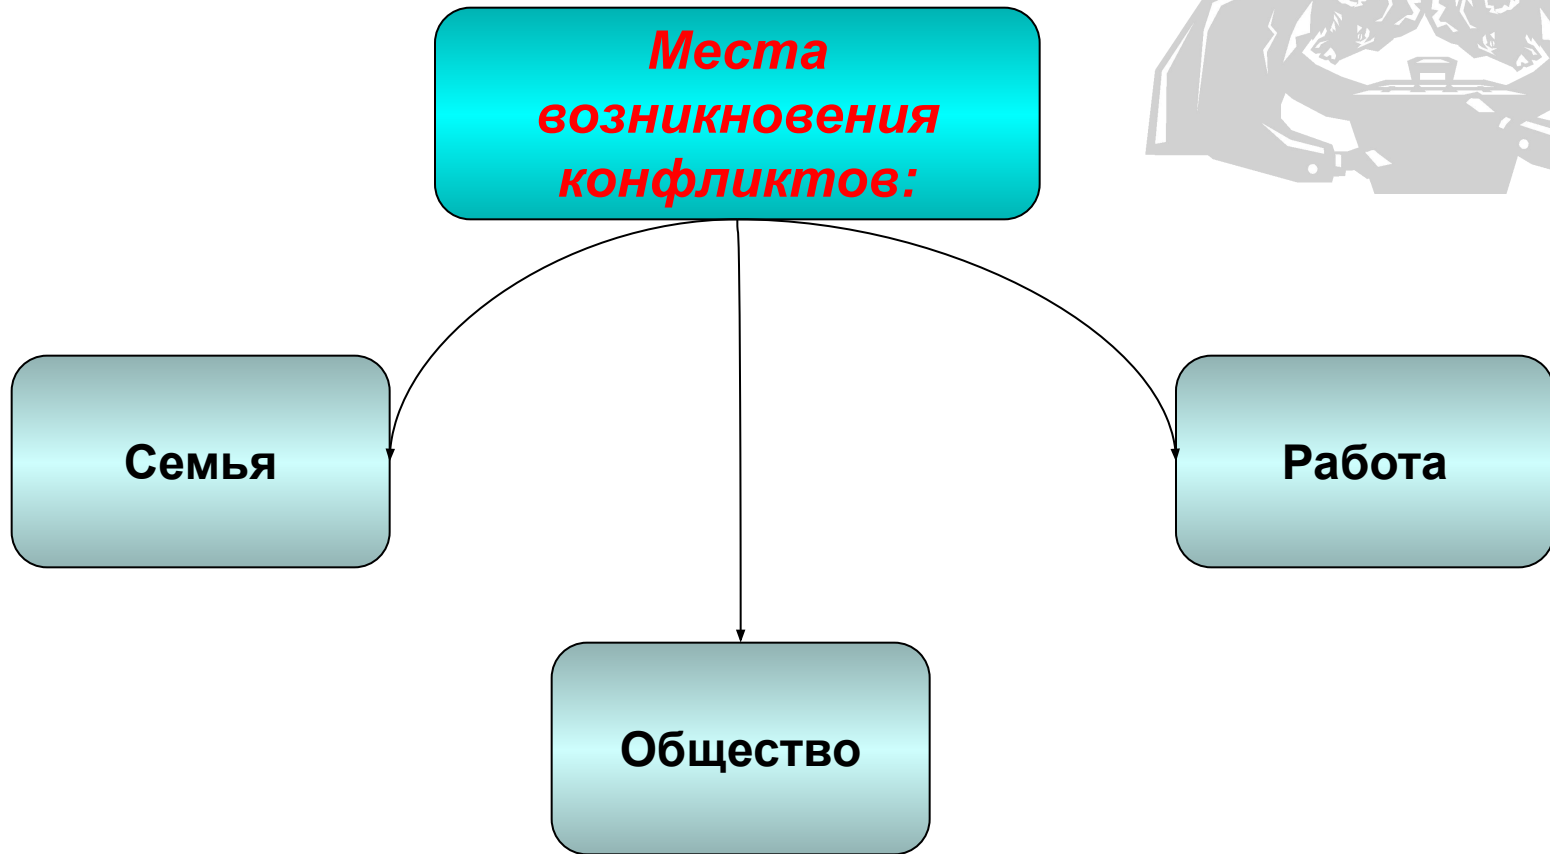 Места
возникновения
конфликтов:
Семья
Работа
Общество